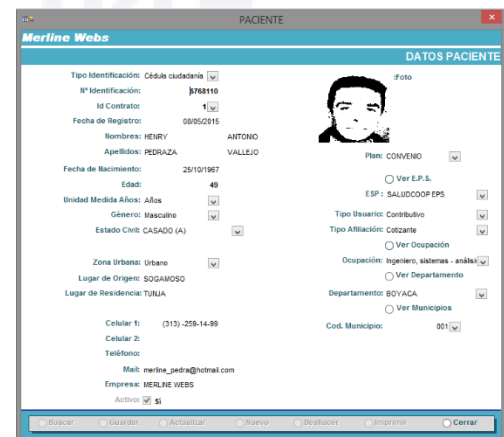 PACIENTE
Merline Webs
DATOS PACIENTE
Tipo Identificación: Cédula ciudadanía
Nº Identificación: 6768110
Id Contrato: 1
Fecha de Registro: 08/05/2015
Nombres: HENRY ANTONIO
Apellidos: PEDRAZA VALLEJO
Fecha de Nacimiento: 25/10/1967
Edad: 49
Unidad Medida Años: Años
Género: Masculino
Estado Civil: CASADO (A)
Zona Urbana: Urbano
Lugar de Origen: SOGAMOSO
Lugar de Residencia: TUNJA
Celular 1: (313) -259-14-99
Celular 2:
Teléfono:
Mail: merline_pedra@hotmail.com
Empresa: MERLINE WEBS
Activo: Sí
:Foto
Plan: CONVENIO
Ver E.P.S.
ESP : SALUDCOOP EPS
Tipo Usuario: Contributivo
Tipo Afiliación: Cotizante
Ver Ocupación
Ocupación: Ingeniero, sistemas - análisis
Ver Departamento
Departamento: BOYACA
Ver Municipios
Cod. Municipio: 001
Buscar Guardar Actualizar Nuevo Deshacer Imprimir Cerrar